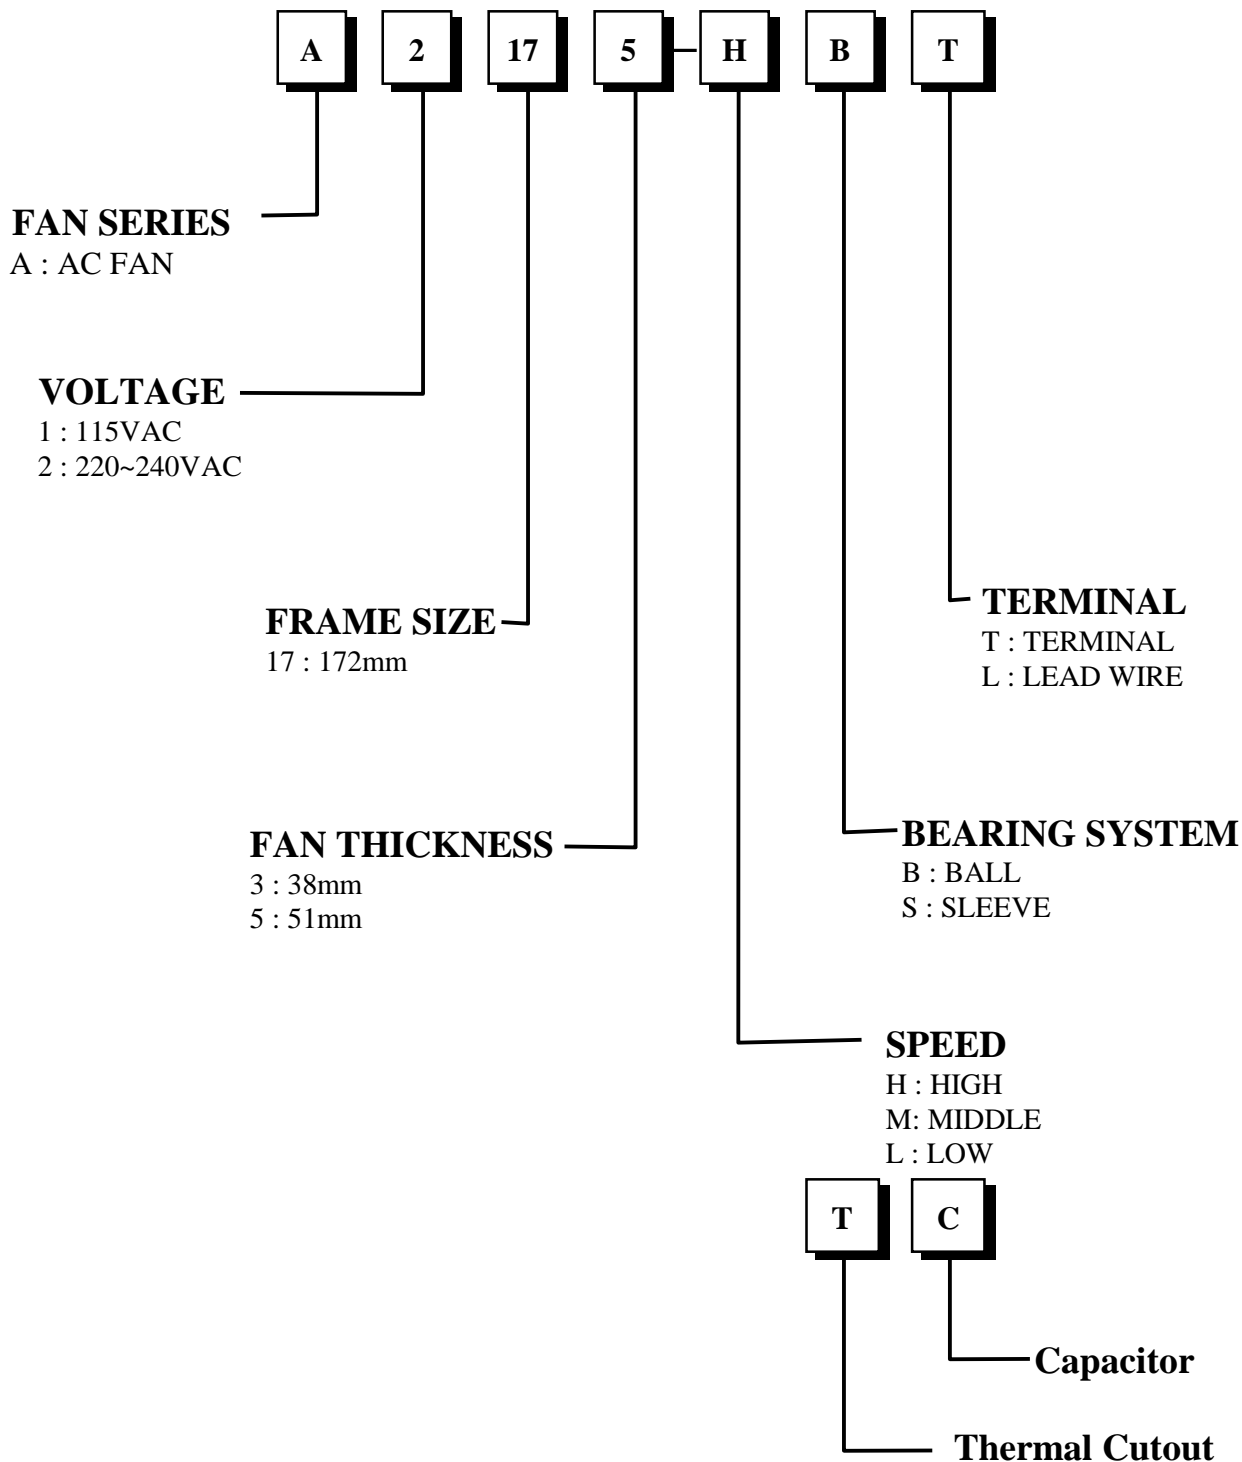 A 2 17 5 H B T
FAN SERIES
A : AC FAN
VOLTAGE
1 : 115VAC
2 : 220~240VAC
FRAME SIZE
17 : 172mm
TERMINAL
T : TERMINAL
L : LEAD WIRE
FAN THICKNESS
3 : 38mm
5 : 51mm
BEARING SYSTEM
B : BALL
S : SLEEVE
SPEED
H : HIGH
M: MIDDLE
L : LOW
T C
Capacitor
Thermal Cutout